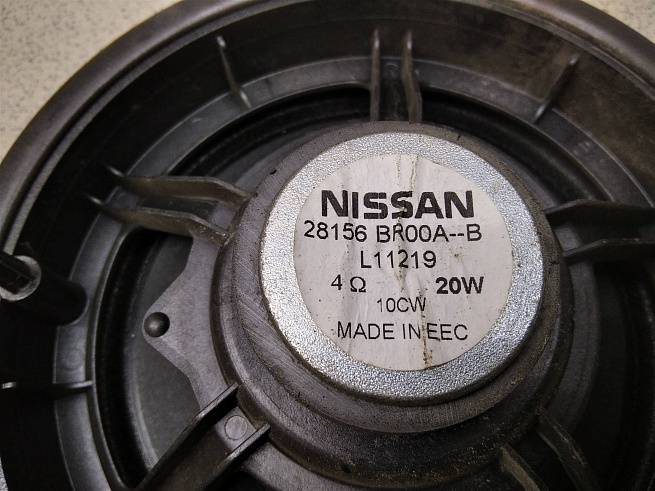 NISSAN
28156 BR00A--B
L11219
4 Ω 20W
10CW
MADE IN EEC